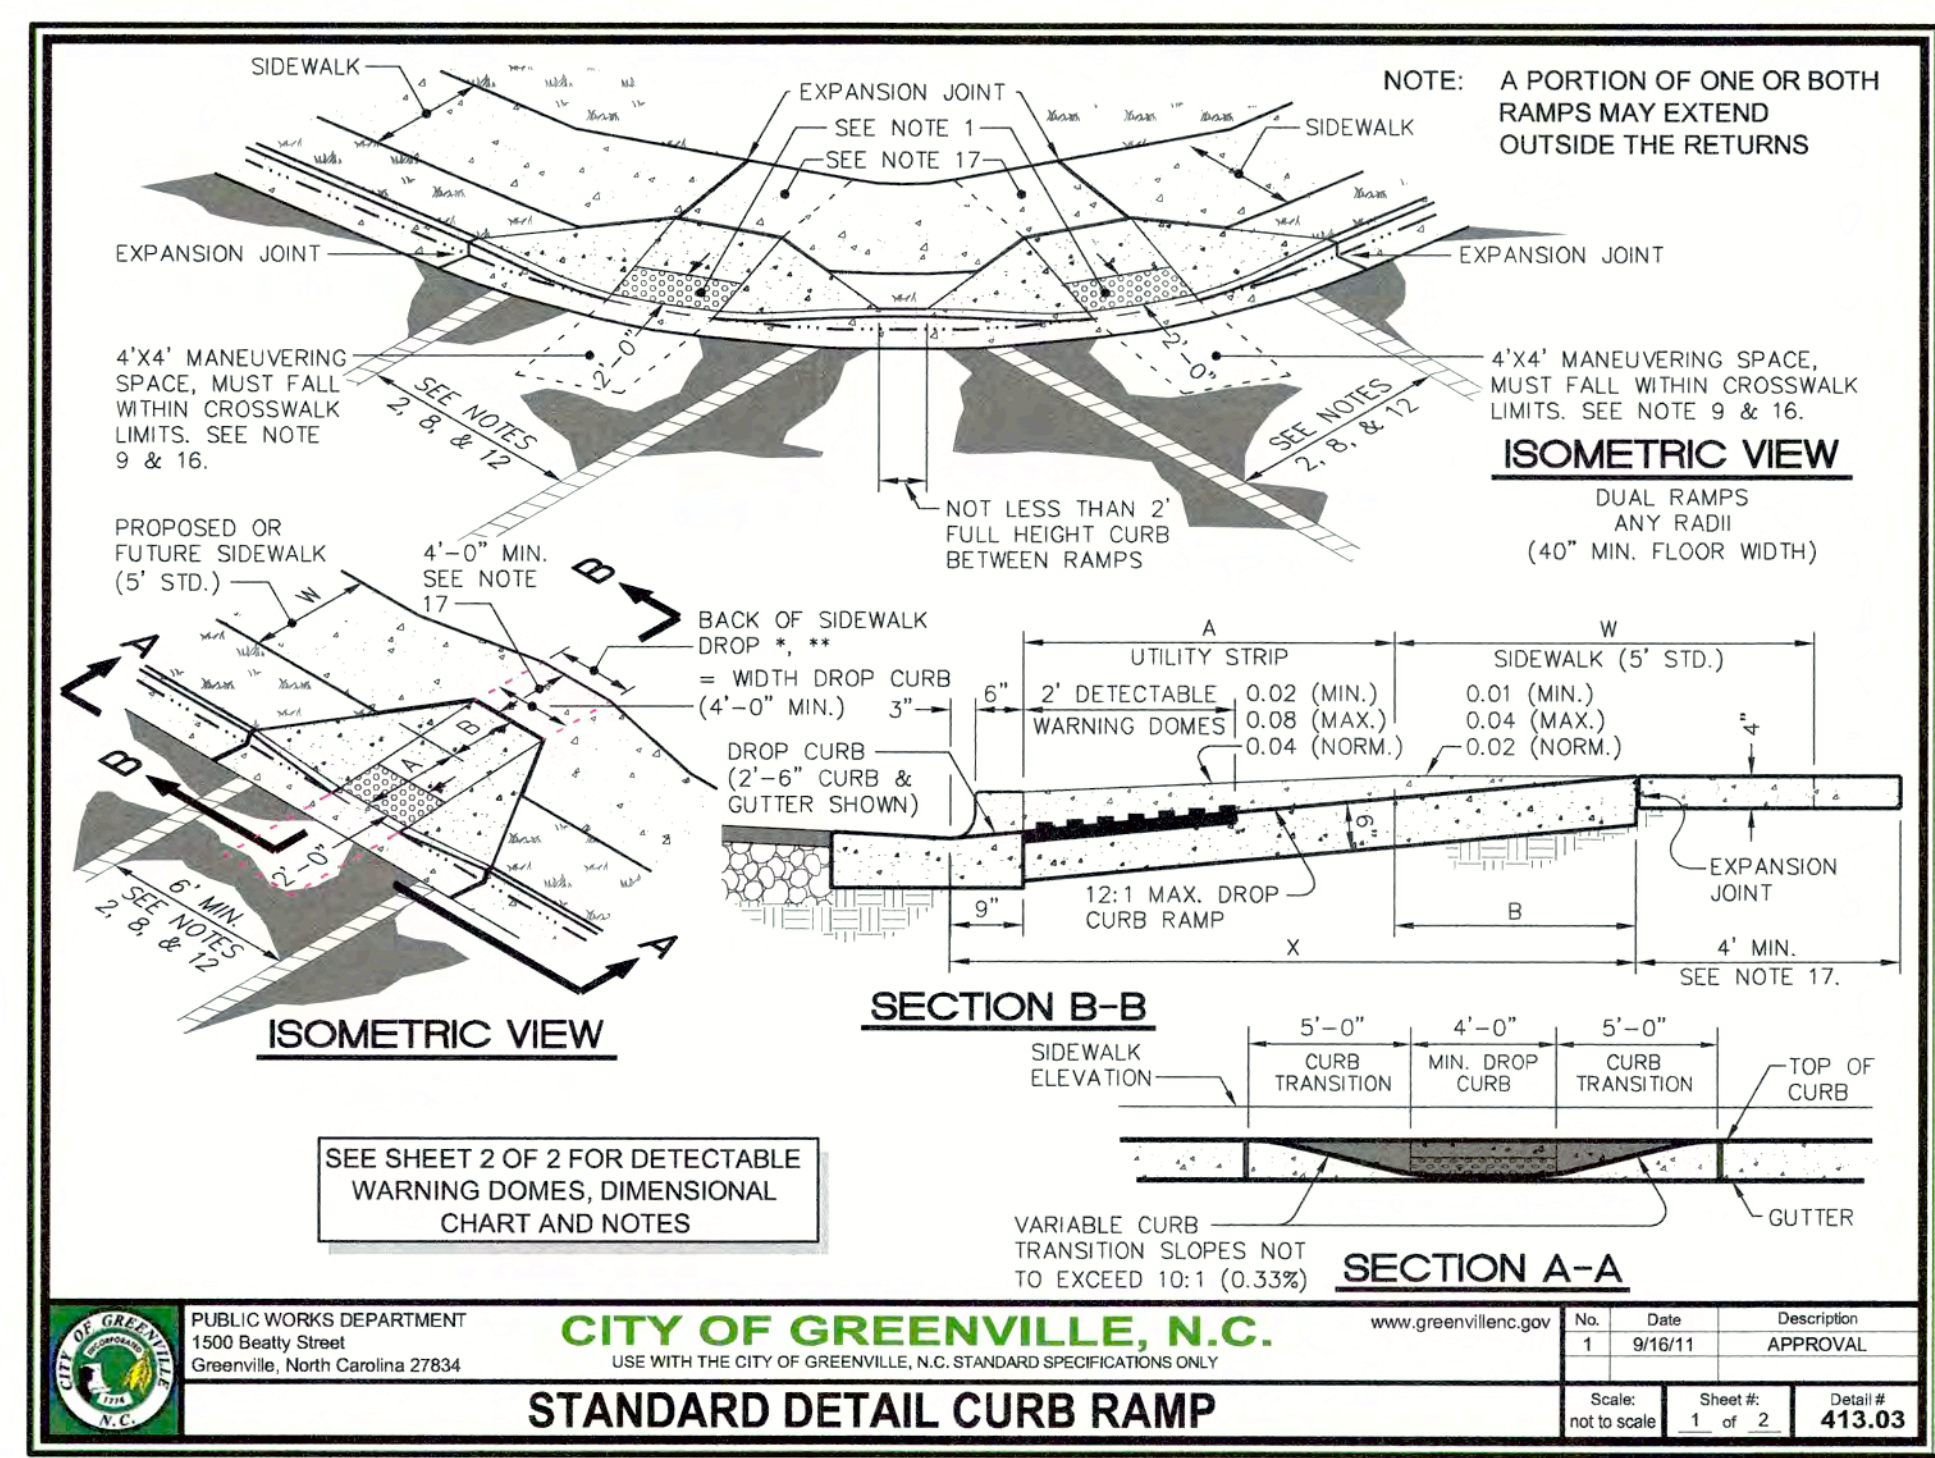 SIDEWALK
EXPANSION JOINT
SEE NOTE 1
SEE NOTE 17
SIDEWALK
NOTE: A PORTION OF ONE OR BOTH
RAMPS MAY EXTEND
OUTSIDE THE RETURNS
EXPANSION JOINT
EXPANSION JOINT
4'X4' MANEUVERING
SPACE, MUST FALL
WITHIN CROSSWALK
LIMITS. SEE NOTE
9 & 16.
2'-0"
2'-0"
SEE NOTES
2, 8, & 12
SEE NOTES
2, 8, & 12
4'X4' MANEUVERING SPACE,
MUST FALL WITHIN CROSSWALK
LIMITS. SEE NOTE 9 & 16.
ISOMETRIC VIEW
DUAL RAMPS
ANY RADII
(40" MIN. FLOOR WIDTH)
NOT LESS THAN 2'
FULL HEIGHT CURB
BETWEEN RAMPS
PROPOSED OR
FUTURE SIDEWALK
(5' STD.)
4'-0" MIN.
SEE NOTE
17
W
B
A
BACK OF SIDEWALK
DROP *, **
= WIDTH DROP CURB
(4'-0" MIN.)
B
A
B
2'-0"
6' MIN.
SEE NOTES
2, 8, & 12
A
ISOMETRIC VIEW
A
UTILITY STRIP
W
SIDEWALK (5' STD.)
3"
6"
2' DETECTABLE
WARNING DOMES
0.02 (MIN.)
0.08 (MAX.)
0.04 (NORM.)
0.01 (MIN.)
0.04 (MAX.)
0.02 (NORM.)
4"
DROP CURB
(2'-6" CURB &
GUTTER SHOWN)
6"
9"
12:1 MAX. DROP
CURB RAMP
EXPANSION
JOINT
B
X
4' MIN.
SEE NOTE 17.
SECTION B-B
SIDEWALK
ELEVATION
5'-0"
CURB
TRANSITION
4'-0"
MIN. DROP
CURB
5'-0"
CURB
TRANSITION
TOP OF
CURB
GUTTER
VARIABLE CURB
TRANSITION SLOPES NOT
TO EXCEED 10:1 (0.33%)
SECTION A-A
SEE SHEET 2 OF 2 FOR DETECTABLE
WARNING DOMES, DIMENSIONAL
CHART AND NOTES
CITY OF GREENVILLE
INCORPORATED
1774
N.C.
PUBLIC WORKS DEPARTMENT
1500 Beatty Street
Greenville, North Carolina 27834
CITY OF GREENVILLE, N.C.
USE WITH THE CITY OF GREENVILLE, N.C. STANDARD SPECIFICATIONS ONLY
www.greenvillenc.gov
STANDARD DETAIL CURB RAMP
No. Date Description
1 9/16/11 APPROVAL
Scale:
not to scale
Sheet #:
1 of 2
Detail #
413.03